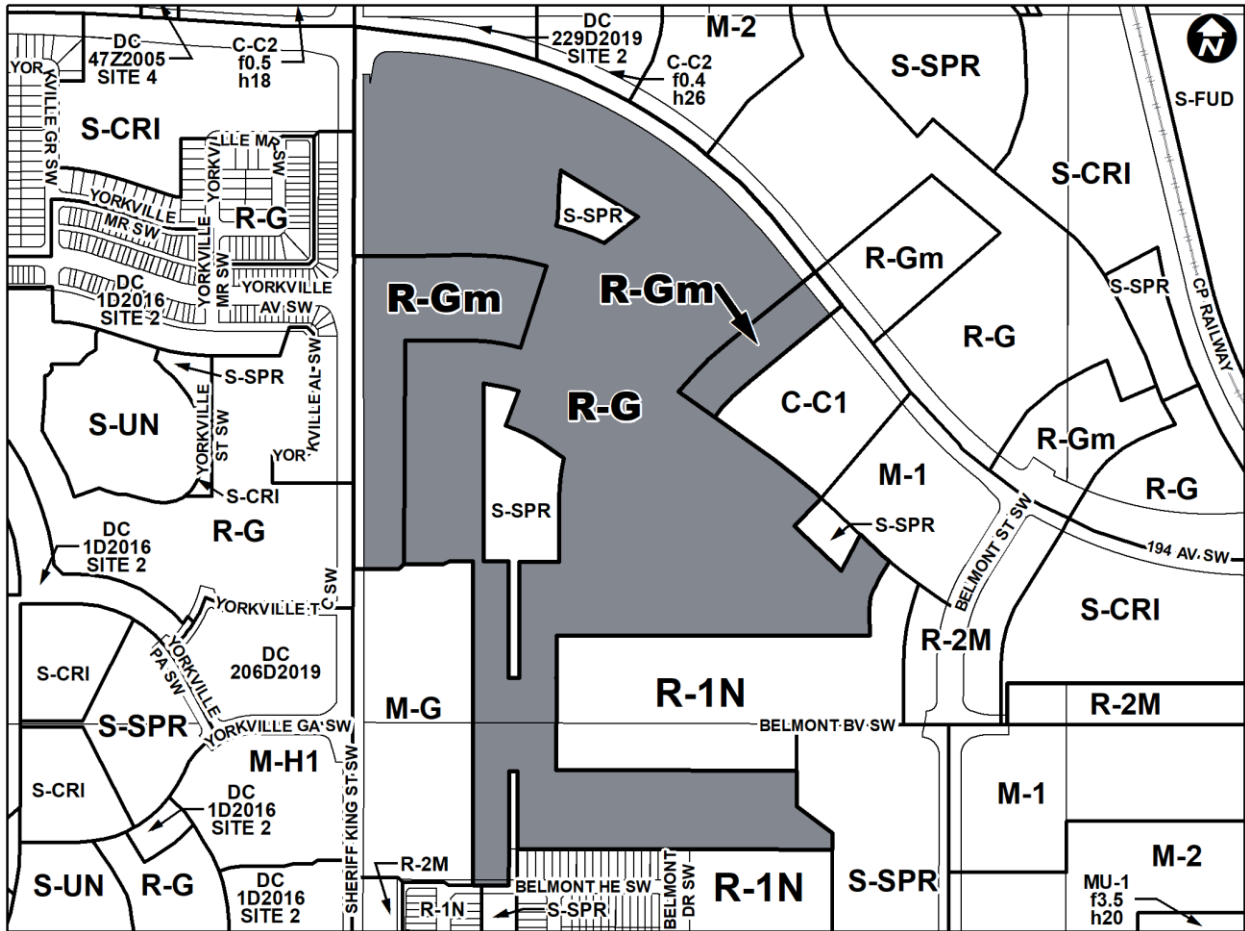 DC
47Z2005
SITE 4
C-C2
f0.5
h18
DC
229D2019
SITE 2
M-2
C-C2
f0.4
h26
S-SPR
N
S-FUD
YOR
KVILLE GR SW
S-CRI
YORKVILLE
MR SW
R-G
YORKVILLE MR SW
YORKVILLE
MR SW
YORKVILLE
AV SW
DC
1D2016
SITE 2
S-SPR
S-CRI
R-Gm
R-Gm
R-Gm
S-SPR
CP RAILWAY
R-G
S-SPR
S-UN
YORKVILLE
ST SW
YORKVILLE AL SW
YOR
S-CRI
R-G
C-C1
R-G
R-Gm
M-1
R-G
S-SPR
S-SPR
DC
1D2016
SITE 2
BELMONT ST SW
194 AV SW
YORKVILLE T
C SW
S-CRI
R-2M
S-CRI
YORKVILLE
PA SW
DC
206D2019
R-1N
R-2M
S-SPR
YORKVILLE GA SW
M-G
BELMONT BV SW
M-H1
SHERIFF KING ST SW
S-CRI
DC
1D2016
SITE 2
M-1
M-2
S-UN
R-G
DC
1D2016
SITE 2
R-2M
R-1N
BELMONT HE SW
S-SPR
BELMONT
DR SW
R-1N
S-SPR
MU-1
f3.5
h20